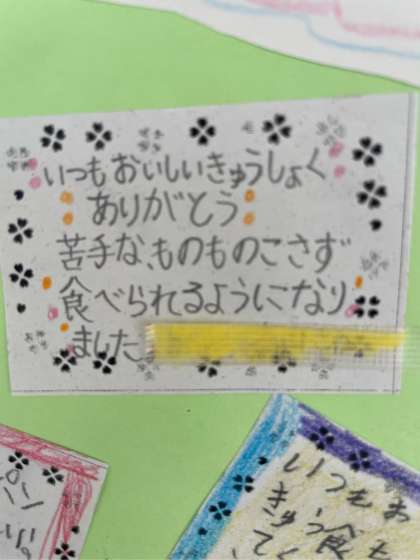 いつもおいしいきゅうしょく
ありがとう
苦手なものものこさず
食べられるようになり
ました。
いつもお
きゅう食